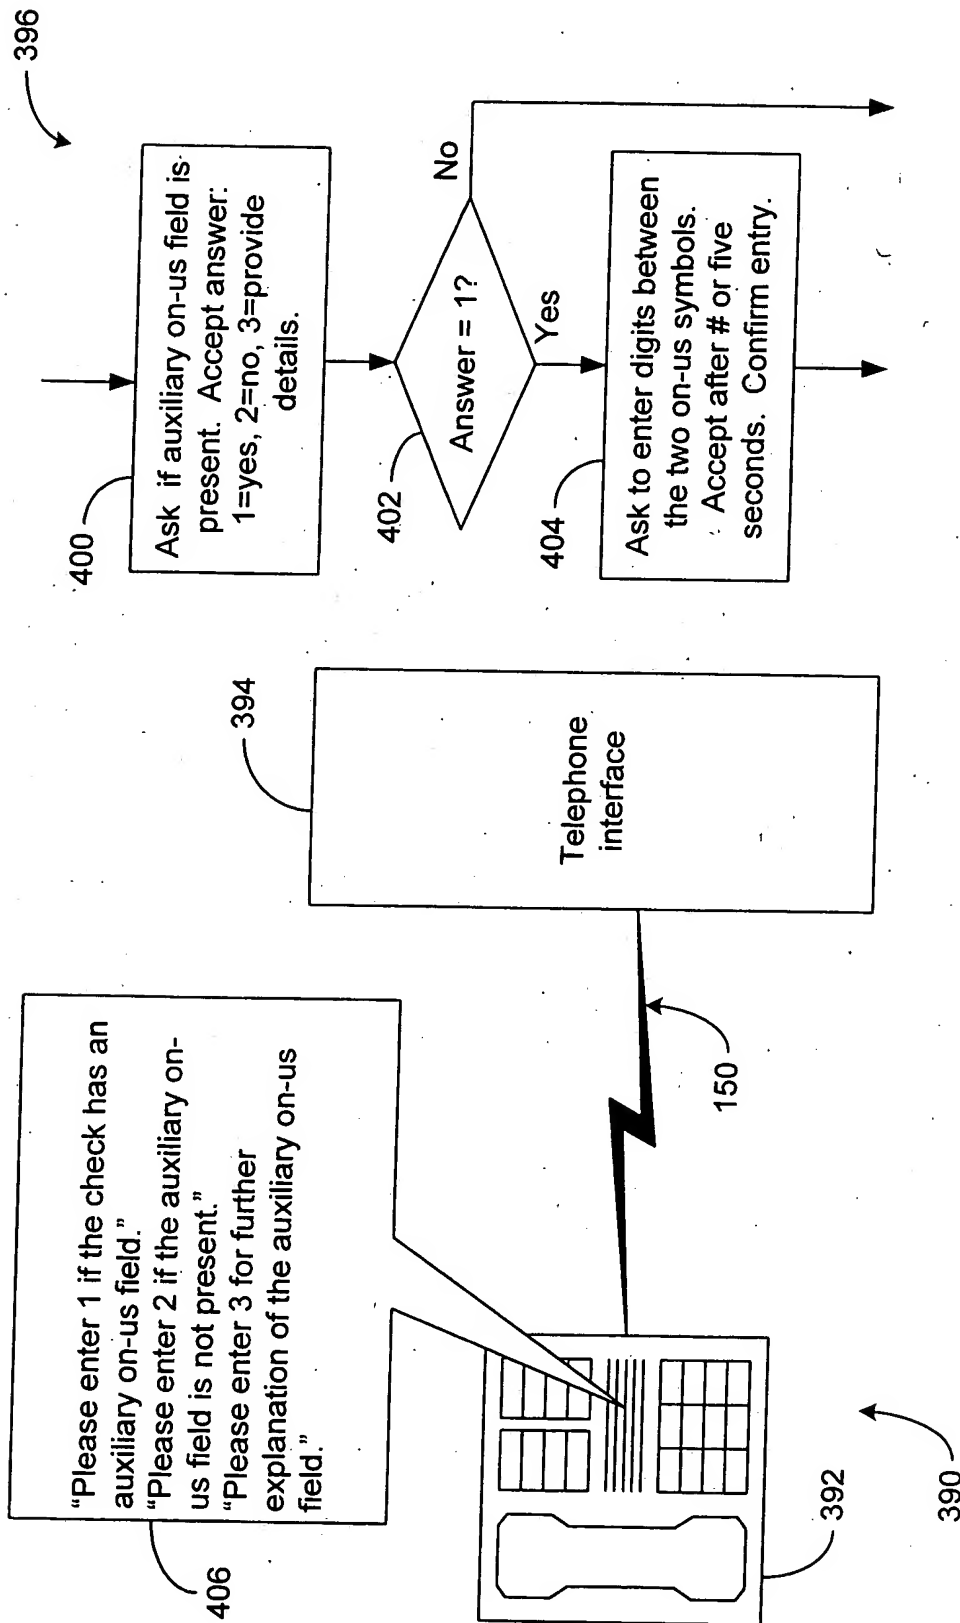 396
400
Ask if auxiliary on-us field is
present. Accept answer:
1=yes, 2=no, 3=provide
details.
402
Answer = 1?
No
Yes
404
Ask to enter digits between
the two on-us symbols.
Accept after # or five
seconds. Confirm entry.
394
Telephone
interface
150
406
“Please enter 1 if the check has an
auxiliary on-us field.”
“Please enter 2 if the auxiliary on-
us field is not present.”
“Please enter 3 for further
explanation of the auxiliary on-us
field.”
392
390